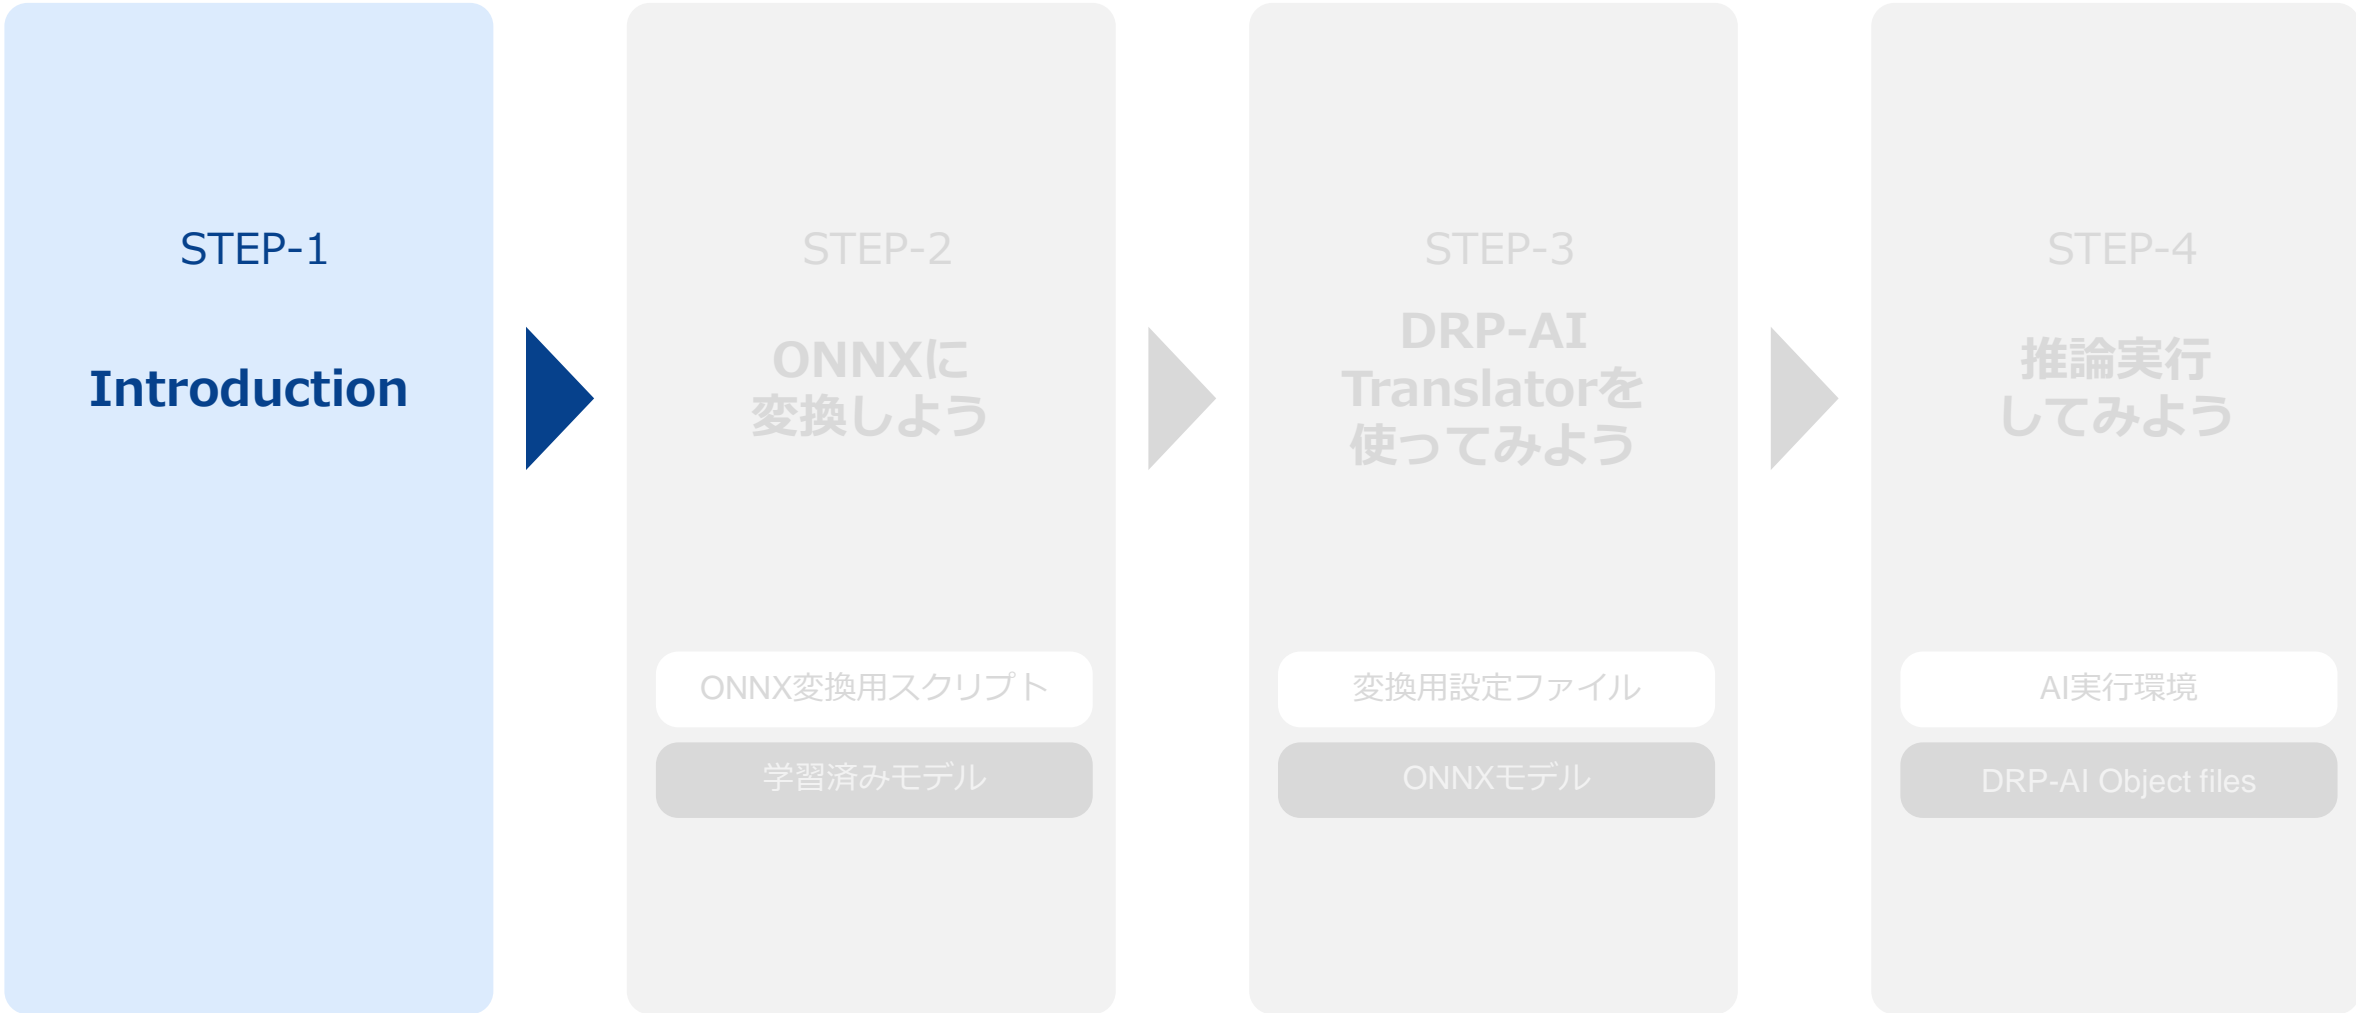 STEP-1
Introduction
STEP-2
ONNXに
変換しよう
ONNX変換用スクリプト
学習済みモデル
STEP-3
DRP-AI
Translatorを
使ってみよう
変換用設定ファイル
ONNXモデル
STEP-4
推論実行
してみよう
AI実行環境
DRP-AI Object files